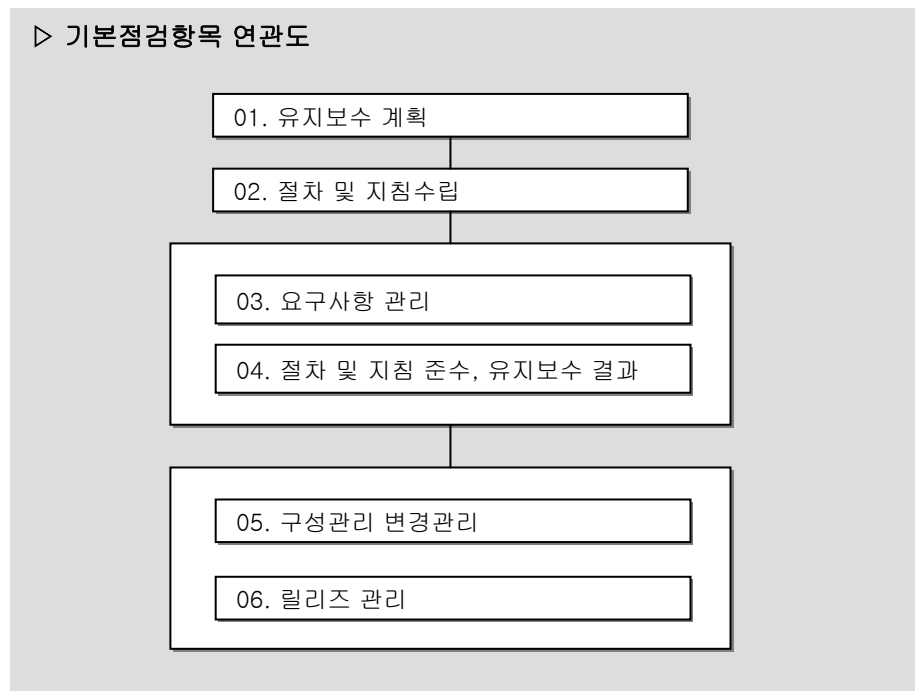 ▷ 기본점검항목 연관도
01. 유지보수 계획
02. 절차 및 지침수립
03. 요구사항 관리
04. 절차 및 지침 준수, 유지보수 결과
05. 구성관리 변경관리
06. 릴리즈 관리